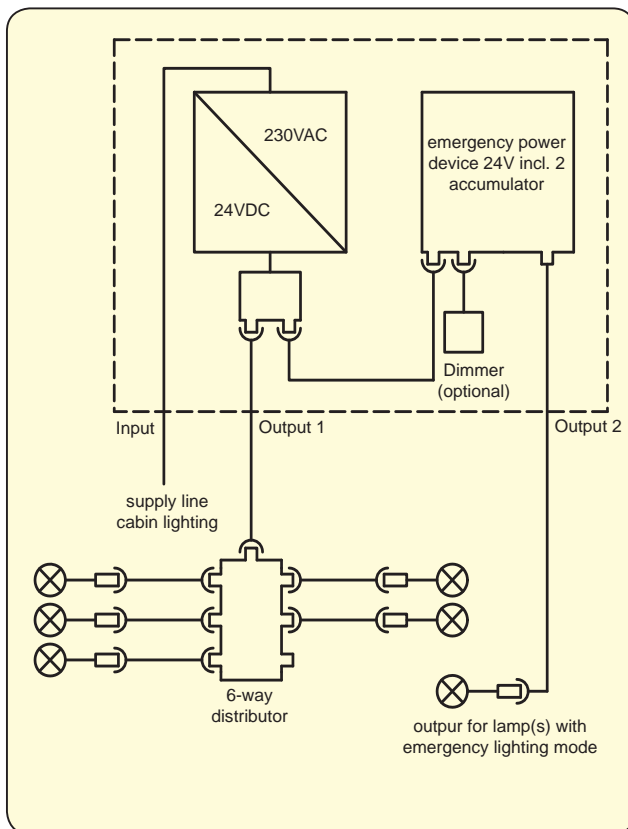 230VAC
24VDC
emergency power
device 24V incl. 2
accumulator
Dimmer
(optional)
Input
Output 1
Output 2
supply line
cabin lighting
6-way
distributor
outpur for lamp(s) with
emergency lighting mode